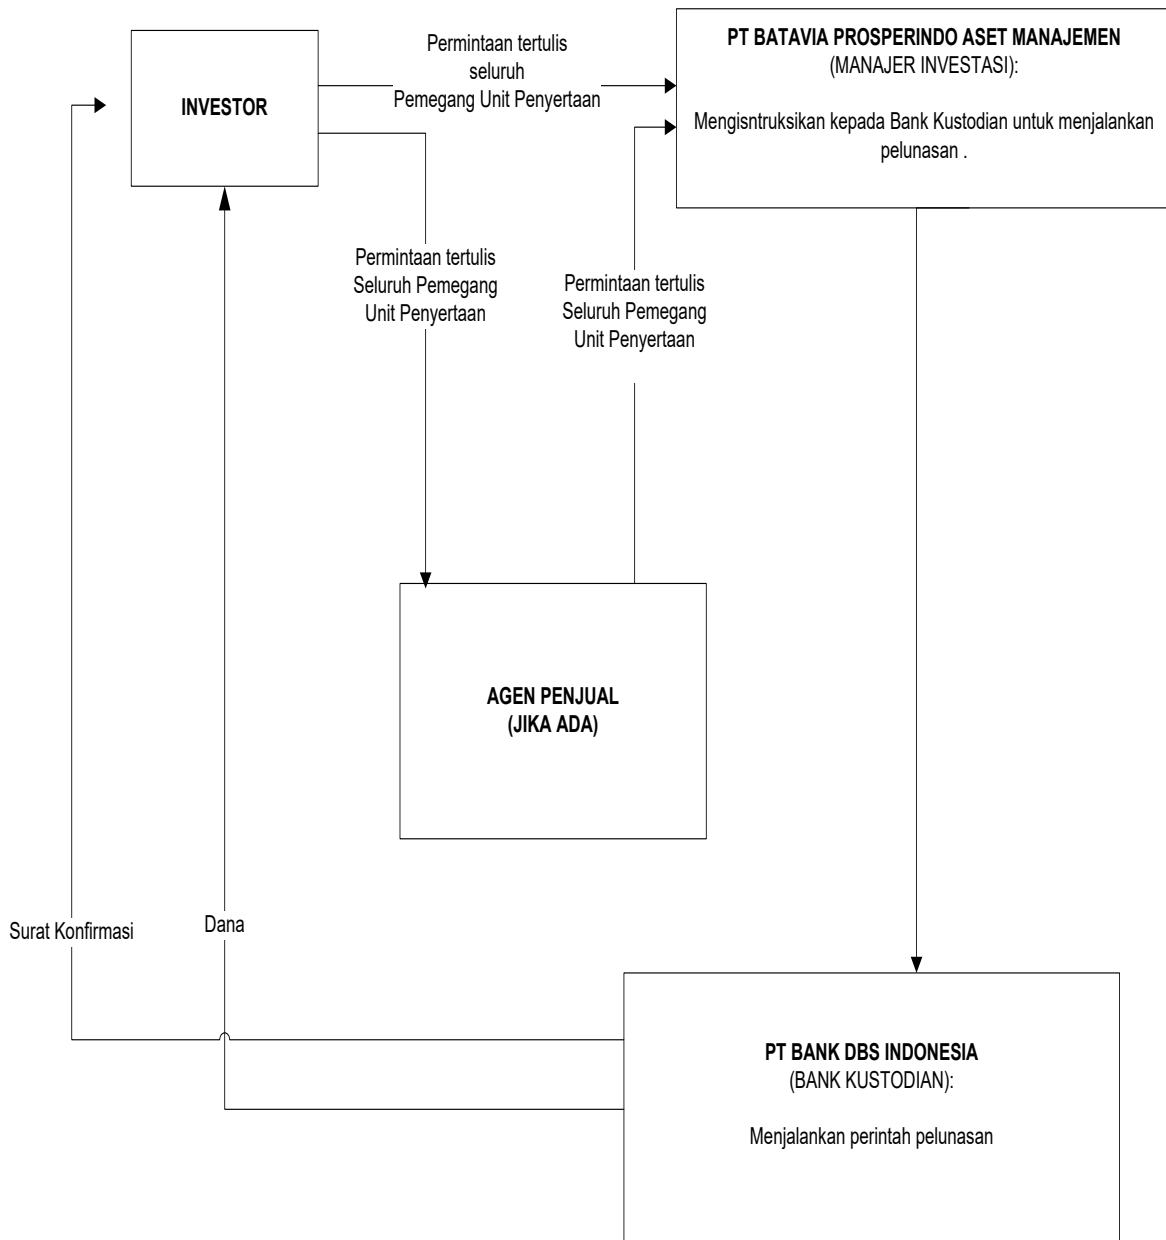 INVESTOR
Permintaan tertulis
seluruh
Pemegang Unit Penyertaan
PT BATAVIA PROSPERINDO ASET MANAJEMEN
(MANAJER INVESTASI):
Mengisntruksikan kepada Bank Kustodian untuk menjalankan
pelunasan .
Permintaan tertulis
Seluruh Pemegang
Unit Penyertaan
Permintaan tertulis
Seluruh Pemegang
Unit Penyertaan
AGEN PENJUAL
(JIKA ADA)
Surat Konfirmasi
Dana
PT BANK DBS INDONESIA
(BANK KUSTODIAN):
Menjalankan perintah pelunasan